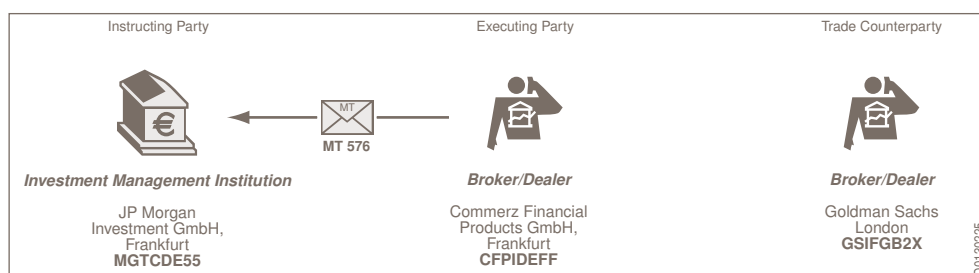 Instructing Party
Executing Party
Trade Counterparty
€
MT
MT 576
Investment Management Institution
Broker/Dealer
Broker/Dealer
JP Morgan
Investment GmbH,
Frankfurt
MGTCDE55
Commerz Financial
Products GmbH,
Frankfurt
CFPIDEFF
Goldman Sachs
London
GSIFGB2X